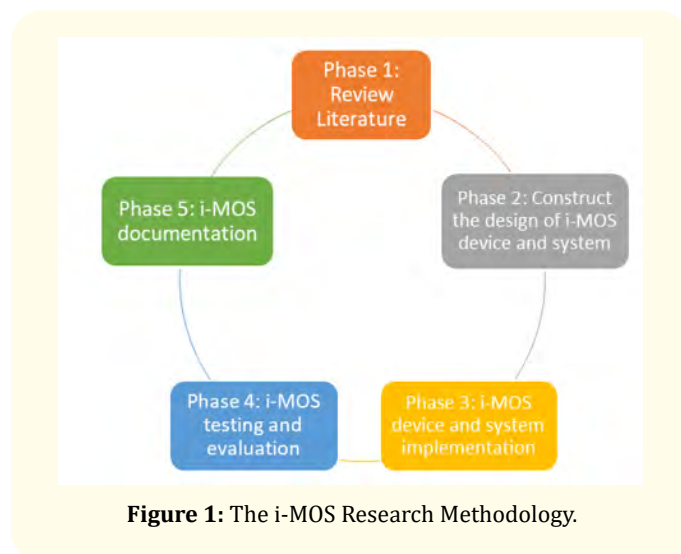 Phase 1:
Review
Literature
Phase 2: Construct
the design of i-MOS
device and system
Phase 3: i-MOS
device and system
implementation
Phase 4: i-MOS
testing and
evaluation
Phase 5: i-MOS
documentation
Figure 1: The i-MOS Research Methodology.